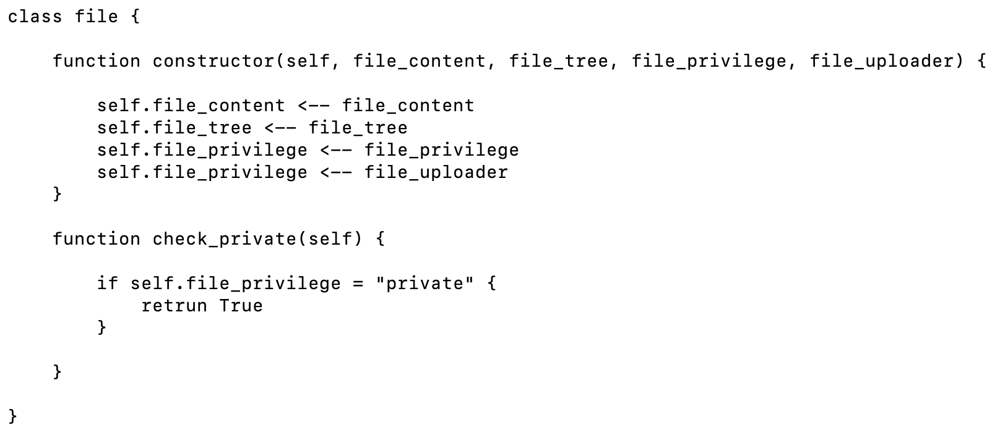 class file {
function constructor(self, file_content, file_tree, file_privilege, file_uploader) {
self.file_content <-- file_content
self.file_tree <-- file_tree
self.file_privilege <-- file_privilege
self.file_privilege <-- file_uploader
}
function check_private(self) {
if self.file_privilege = "private" {
retrun True
}
}
}